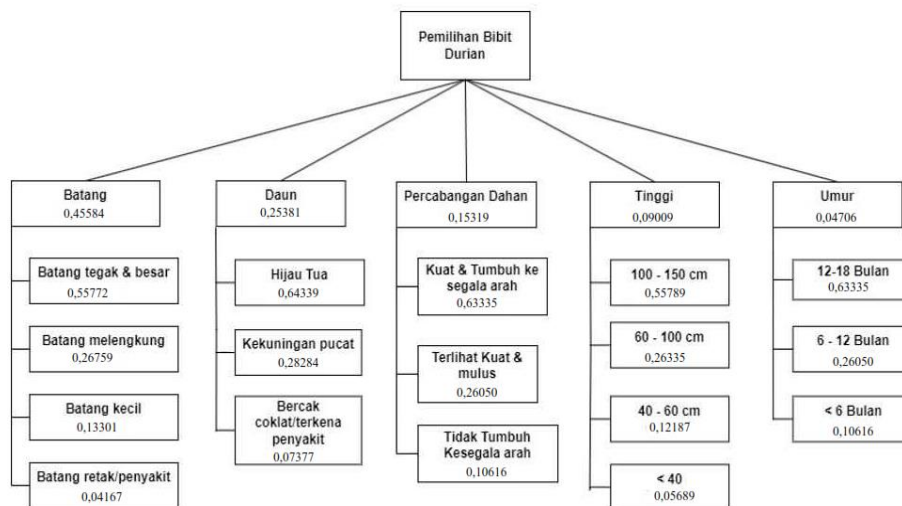 Pemilihan Bibit
Durian
Batang
0,45584
Batang tegak & besar
0,55772
Batang melengkung
0,26759
Batang kecil
0,13301
Batang retak/penyakit
0,04167
Daun
0,25381
Hijau Tua
0,64339
Kekuningan pucat
0,28284
Bercak
coklat/terkena
penyakit
0,07377
Percabangan Dahan
0,15319
Kuat & Tumbuh ke
segala arah
0,63335
Terlihat Kuat &
mulus
0,26050
Tidak Tumbuh
Kesegala arah
0,10616
Tinggi
0,09009
100 - 150 cm
0,55789
60 - 100 cm
0,26335
40 - 60 cm
0,12187
< 40
0,05689
Umur
0,04706
12-18 Bulan
0,63335
6 - 12 Bulan
0,26050
< 6 Bulan
0,10616